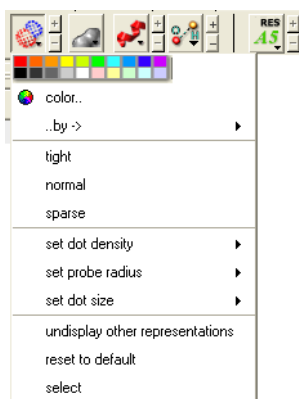 RES
A5
color..
..by ->
tight
normal
sparse
set dot density
set probe radius
set dot size
undisplay other representations
reset to default
select